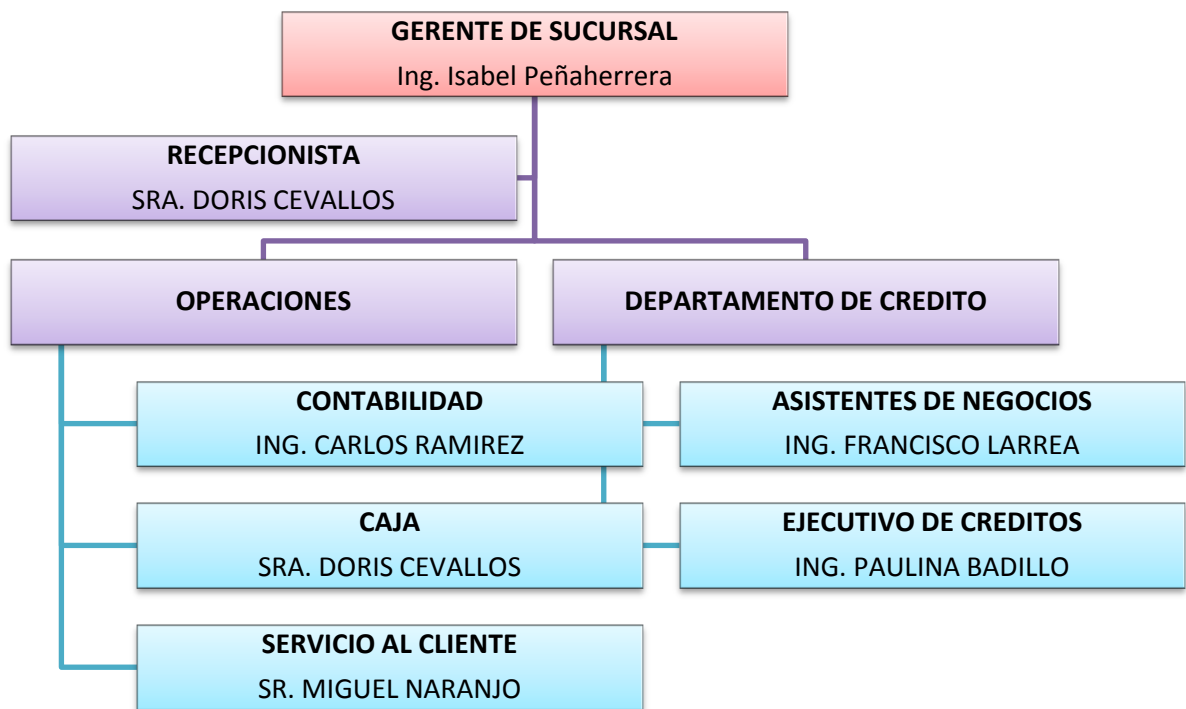 GERENTE DE SUCURSAL
Ing. Isabel Peñaherrera
RECEPCIONISTA
SRA. DORIS CEVALLOS
OPERACIONES
DEPARTAMENTO DE CREDITO
CONTABILIDAD
ING. CARLOS RAMIREZ
ASISTENTES DE NEGOCIOS
ING. FRANCISCO LARREA
CAJA
SRA. DORIS CEVALLOS
EJECUTIVO DE CREDITOS
ING. PAULINA BADILLO
SERVICIO AL CLIENTE
SR. MIGUEL NARANJO